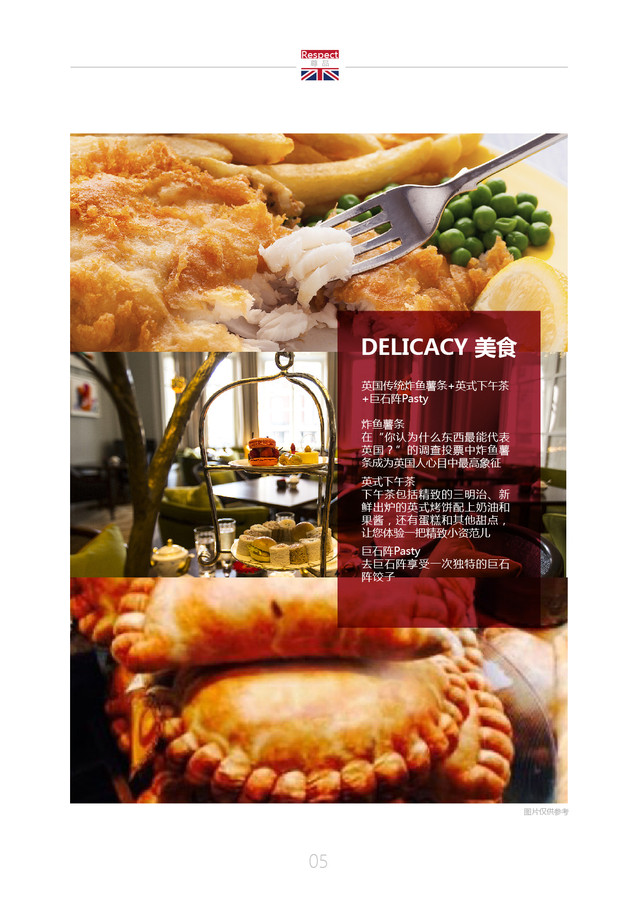 Respect
尊品
DELICACY 美食
英国传统炸鱼薯条+英式下午茶
+巨石阵Pasty
炸鱼薯条
在“你认为什么东西最能代表
英国？”的调查投票中炸鱼薯
条成为英国人心目中最高象征
英式下午茶
下午茶包括精致的三明治、新
鲜出炉的英式烤饼配上奶油和
果酱，还有蛋糕和其他甜点，
让您体验一把精致小资范儿
巨石阵Pasty
去巨石阵享受一次独特的巨石
阵饺子
图片仅供参考
05